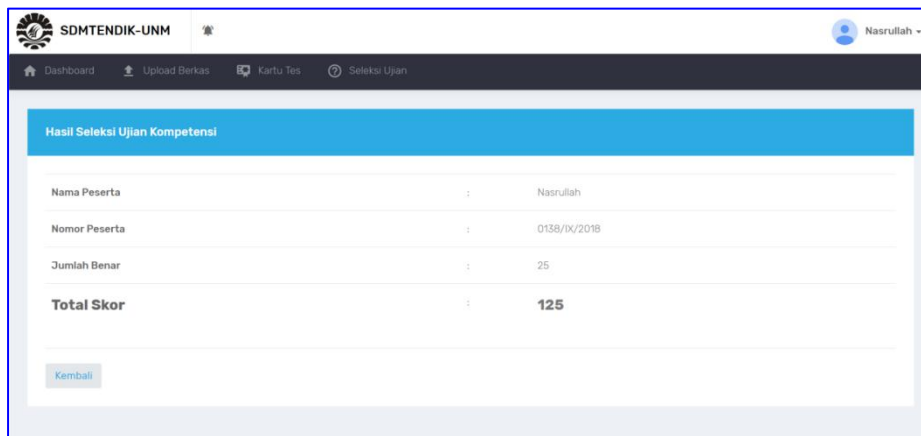 SDMTENDIK-UNM Nasrullah
Dashboard Upload Berkas Kartu Tes Seleksi Ujian
Hasil Seleksi Ujian Kompetensi
Nama Peserta : Nasrullah
Nomor Peserta : 0138/IX/2018
Jumlah Benar : 25
Total Skor : 125
Kembali